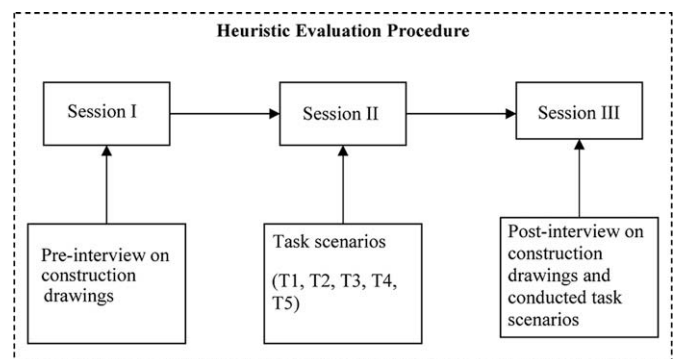 Heuristic Evaluation Procedure
Session I
Session II
Session III
Pre-interview on
construction
drawings
Task scenarios
(T1, T2, T3, T4,
T5)
Post-interview on
construction
drawings and
conducted task
scenarios